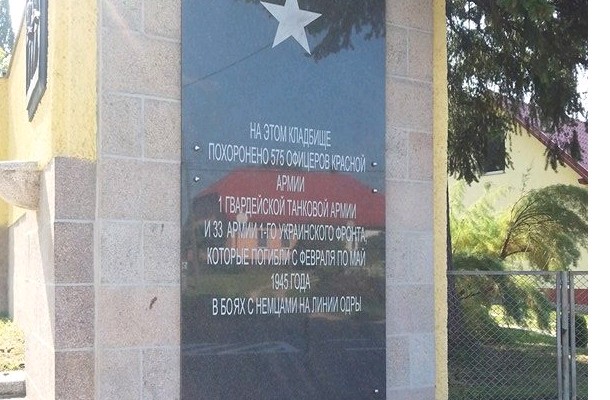 НА ЭТОМ КЛАДБИЩЕ
ПОХОРОНЕНО 575 ОФИЦЕРОВ КРАСНОЙ
АРМИИ
1 ГВАРДЕЙСКОЙ ТАНКОВОЙ АРМИИ
И 33 АРМИИ 1-ГО УКРАИНСКОГО ФРОНТА,
КОТОРЫЕ ПОГИБЛИ С ФЕВРАЛЯ ПО МАЙ
1945 ГОДА
В БОЯХ С НЕМЦАМИ НА ЛИНИИ ОДРЫ